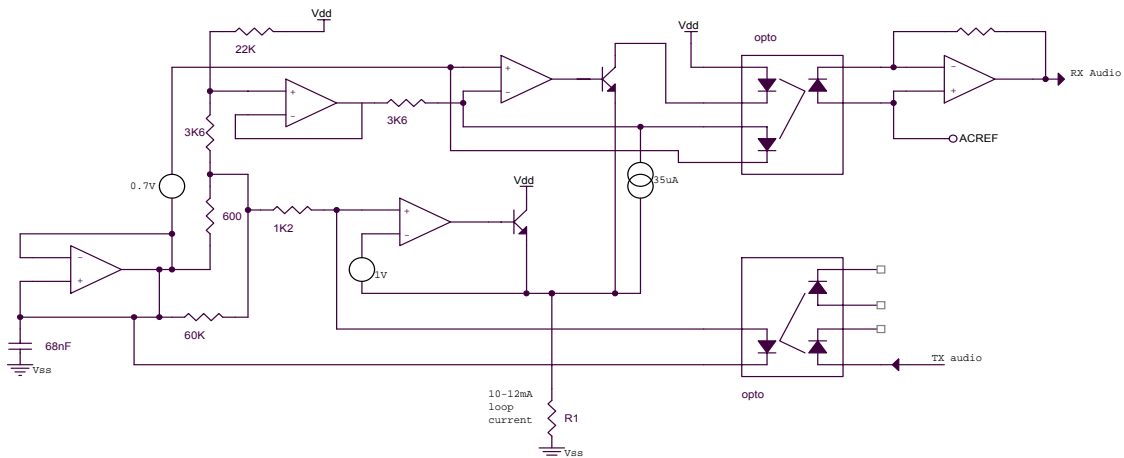 Vdd
22K
Vdd
opto
+
-
-
+
RX Audio
+
-
3K6
3K6
ACREF
0.7V
35uA
Vdd
600
1K2
+
-
-
+
1V
60K
68nF
Vss
TX audio
10-12mA
loop
current
R1
opto
Vss